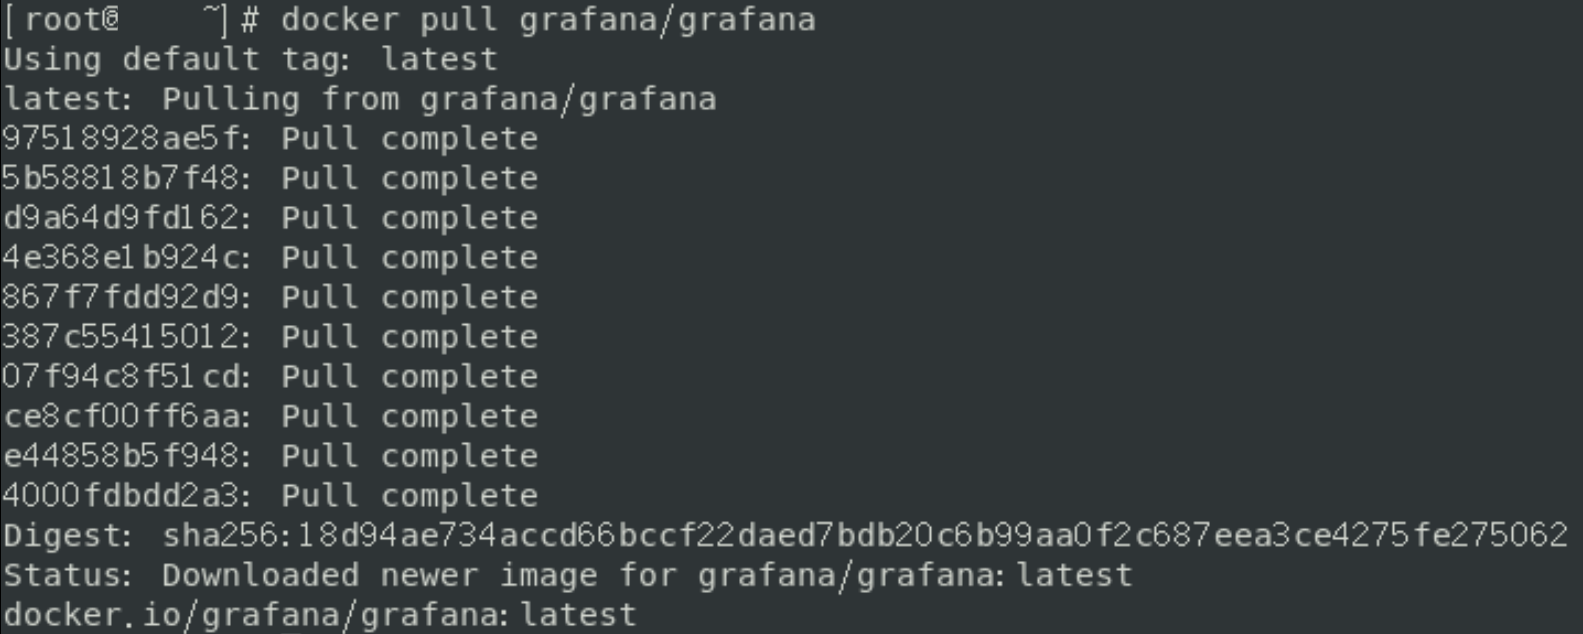 [root@ ~]# docker pull grafana/grafana
Using default tag: latest
latest: Pulling from grafana/grafana
97518928ae5f: Pull complete
5b58818b7f48: Pull complete
d9a64d9fd162: Pull complete
4e368e1b924c: Pull complete
867f7fdd92d9: Pull complete
387c55415012: Pull complete
07f94c8f51cd: Pull complete
ce8cf00ff6aa: Pull complete
e44858b5f948: Pull complete
4000fdbdd2a3: Pull complete
Digest: sha256:18d94ae734accd66bccf22daed7bdb20c6b99aa0f2c687eea3ce4275fe275062
Status: Downloaded newer image for grafana/grafana:latest
docker.io/grafana/grafana:latest